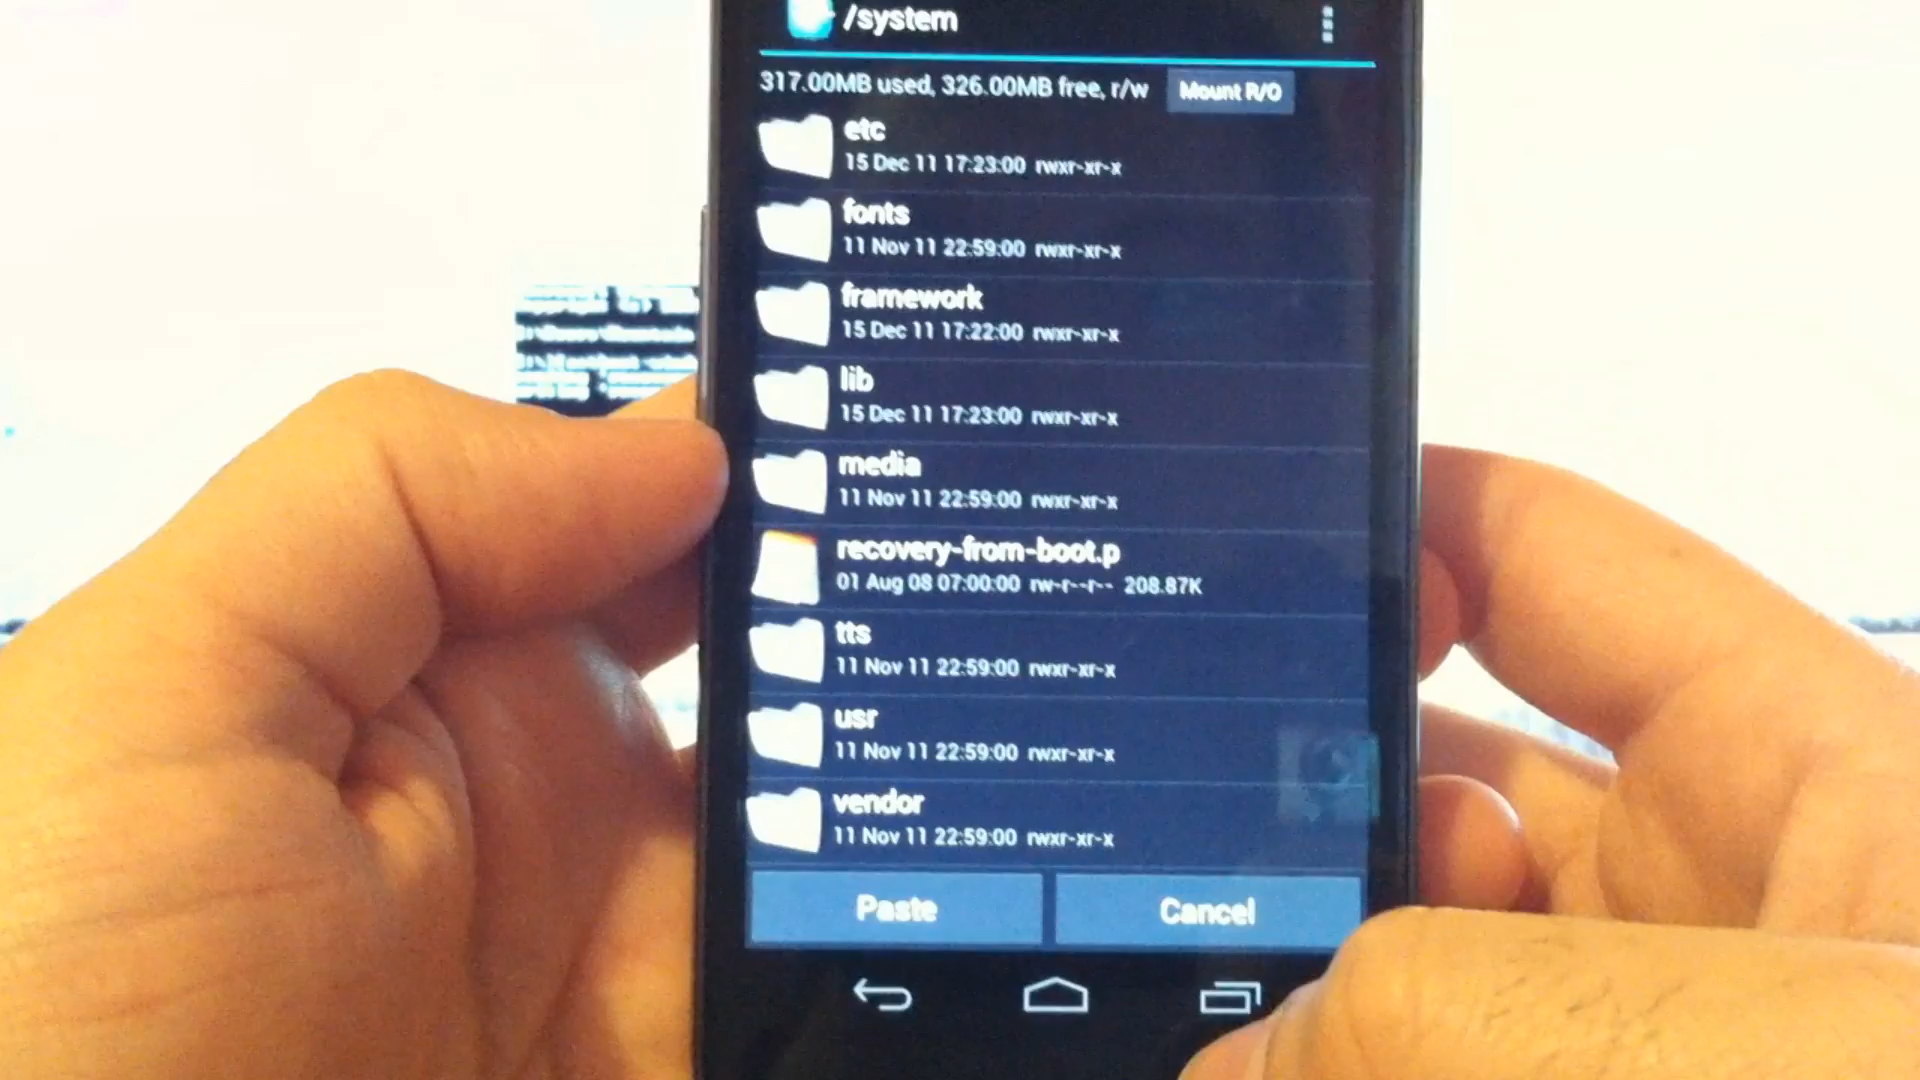 /system
317.00MB used, 326.00MB free, r/w Mount R/O
etc
15 Dec 11 17:23:00 rwxr-xr-x
fonts
11 Nov 11 22:59:00 rwxr-xr-x
framework
15 Dec 11 17:22:00 rwxr-xr-x
lib
15 Dec 11 17:23:00 rwxr-xr-x
media
11 Nov 11 22:59:00 rwxr-xr-x
recovery-from-boot.p
01 Aug 08 07:00:00 rw-r--r-- 208.87K
tts
11 Nov 11 22:59:00 rwxr-xr-x
usr
11 Nov 11 22:59:00 rwxr-xr-x
vendor
11 Nov 11 22:59:00 rwxr-xr-x
Paste Cancel